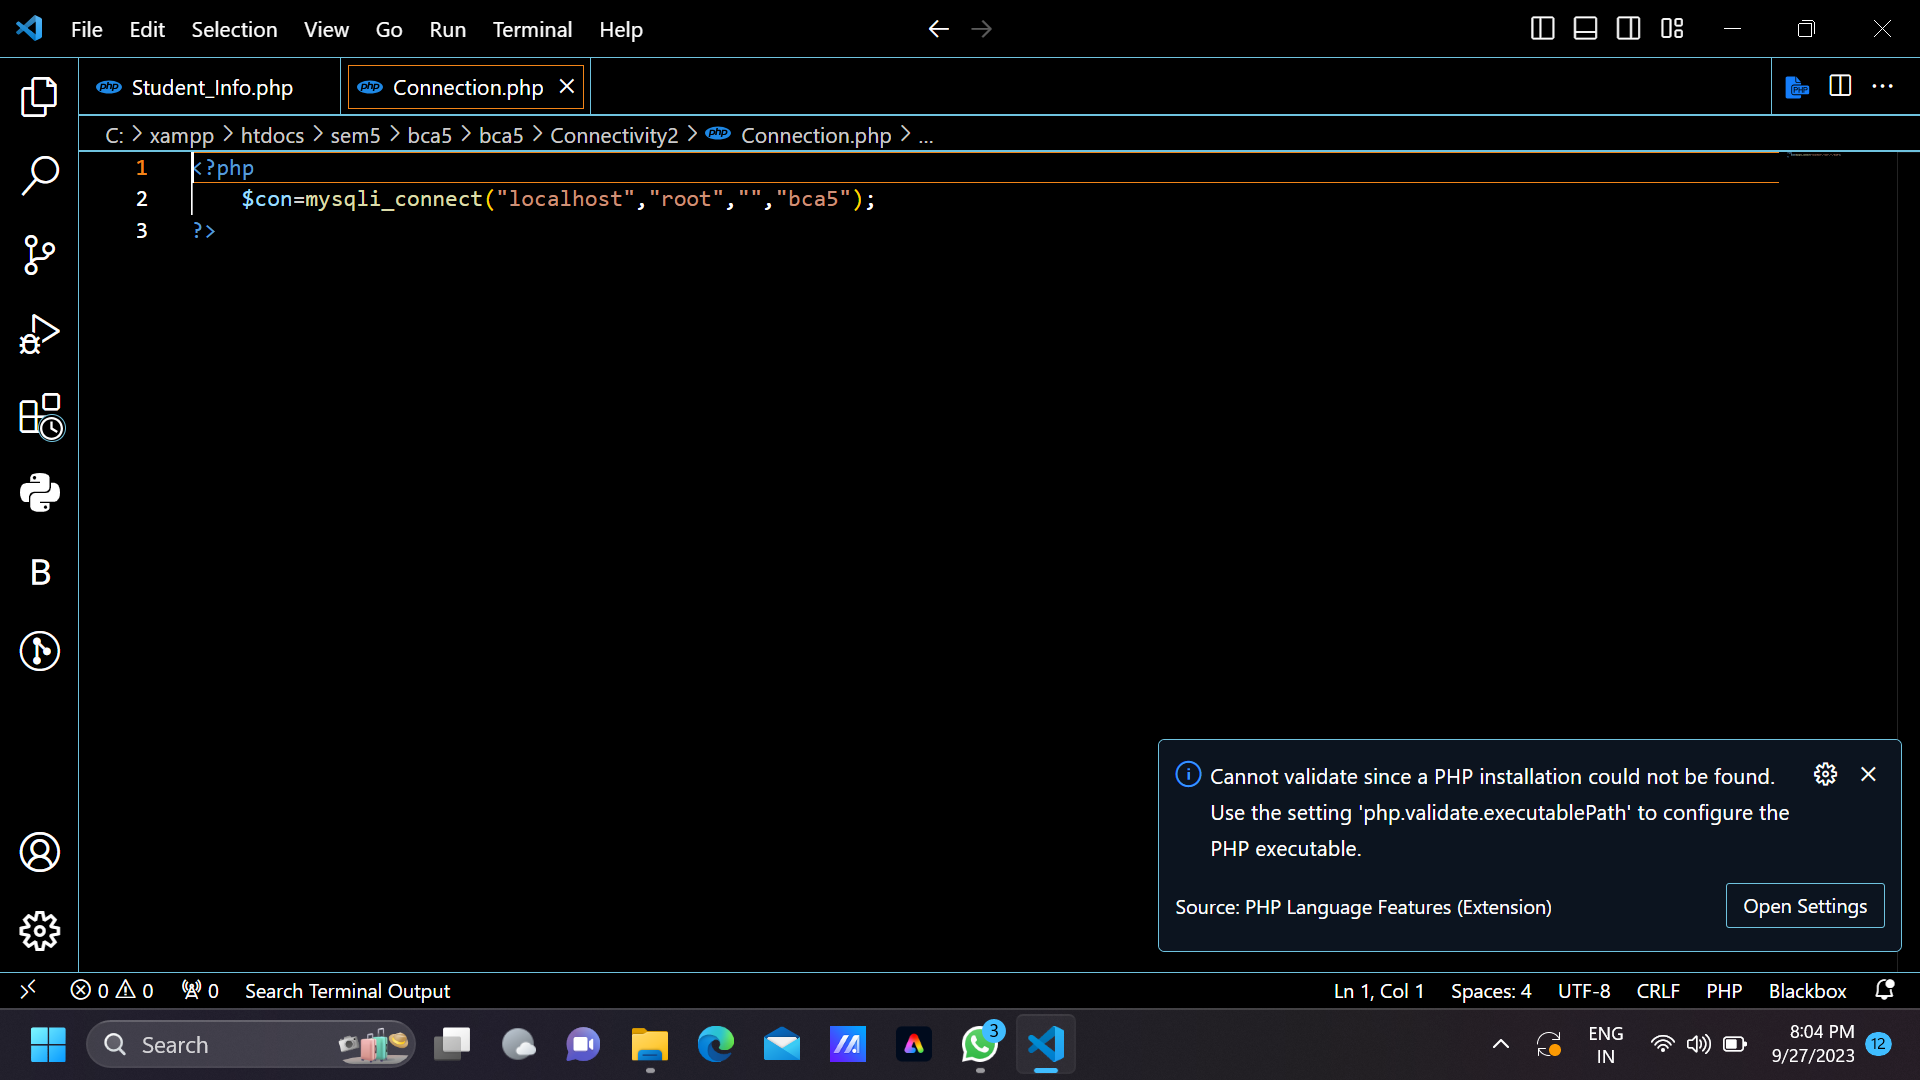 File Edit Selection View Go Run Terminal Help
php Student_Info.php php Connection.php
PHP
C: > xampp > htdocs > sem5 > bca5 > bca5 > Connectivity2 > php Connection.php > ...
1 <?php
2 $con=mysqli_connect("localhost","root","","bca5");
3 ?>
B
Cannot validate since a PHP installation could not be found.
Use the setting 'php.validate.executablePath' to configure the
PHP executable.
Source: PHP Language Features (Extension)
Open Settings
0 0 0 Search Terminal Output Ln 1, Col 1 Spaces: 4 UTF-8 CRLF PHP Blackbox
Search 3 ENG 8:04 PM
IN 9/27/2023 12